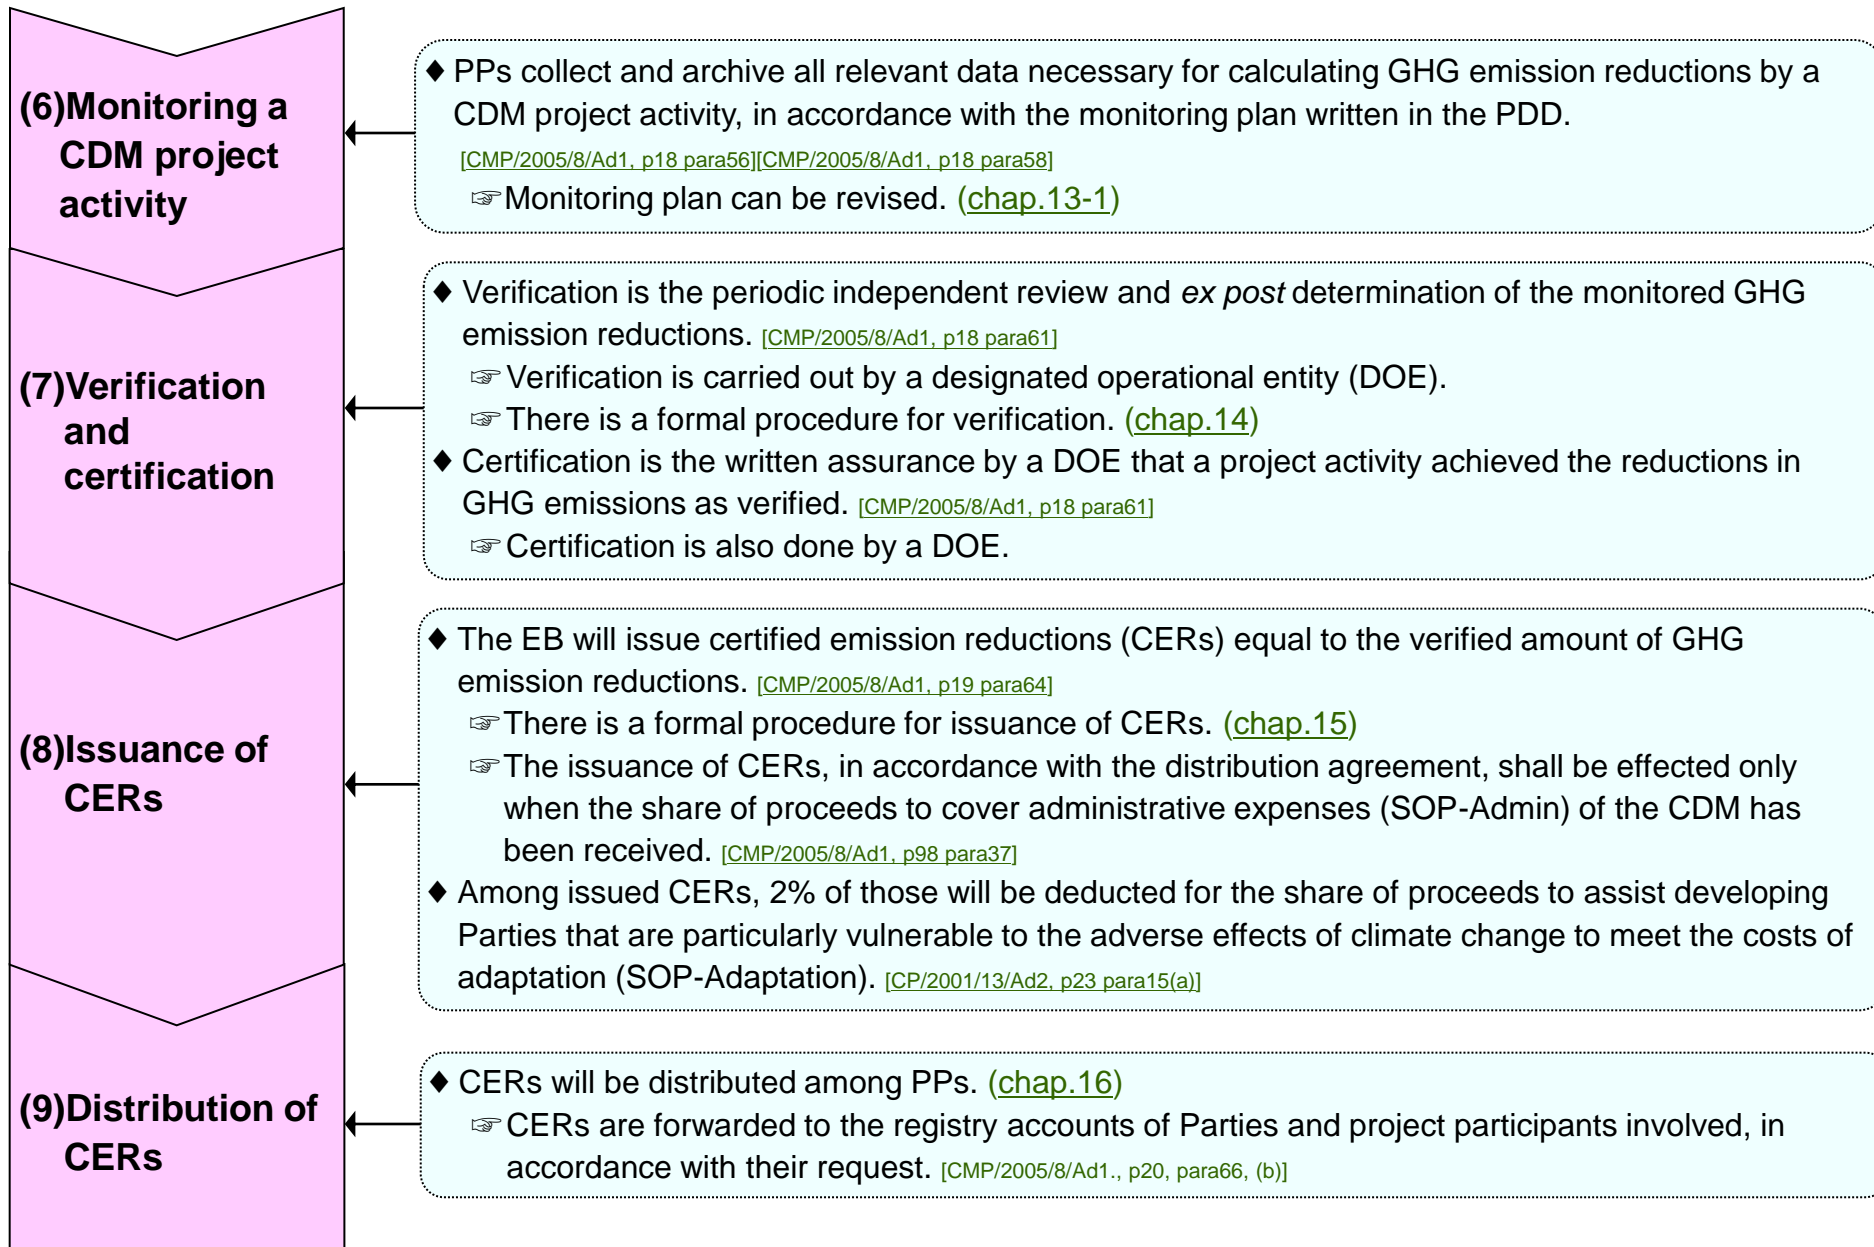 (6)Monitoring a
CDM project
activity
♦ PPs collect and archive all relevant data necessary for calculating GHG emission reductions by a
CDM project activity, in accordance with the monitoring plan written in the PDD.
[CMP/2005/8/Ad1, p18 para56][CMP/2005/8/Ad1, p18 para58]
☞Monitoring plan can be revised. (chap.13-1)
(7)Verification
and
certification
♦ Verification is the periodic independent review and ex post determination of the monitored GHG
emission reductions. [CMP/2005/8/Ad1, p18 para61]
☞Verification is carried out by a designated operational entity (DOE).
☞There is a formal procedure for verification. (chap.14)
♦ Certification is the written assurance by a DOE that a project activity achieved the reductions in
GHG emissions as verified. [CMP/2005/8/Ad1, p18 para61]
☞Certification is also done by a DOE.
(8)Issuance of
CERs
♦ The EB will issue certified emission reductions (CERs) equal to the verified amount of GHG
emission reductions. [CMP/2005/8/Ad1, p19 para64]
☞There is a formal procedure for issuance of CERs. (chap.15)
☞The issuance of CERs, in accordance with the distribution agreement, shall be effected only
when the share of proceeds to cover administrative expenses (SOP-Admin) of the CDM has
been received. [CMP/2005/8/Ad1, p98 para37]
♦ Among issued CERs, 2% of those will be deducted for the share of proceeds to assist developing
Parties that are particularly vulnerable to the adverse effects of climate change to meet the costs of
adaptation (SOP-Adaptation). [CP/2001/13/Ad2, p23 para15(a)]
(9)Distribution of
CERs
♦ CERs will be distributed among PPs. (chap.16)
☞CERs are forwarded to the registry accounts of Parties and project participants involved, in
accordance with their request. [CMP/2005/8/Ad1., p20, para66, (b)]